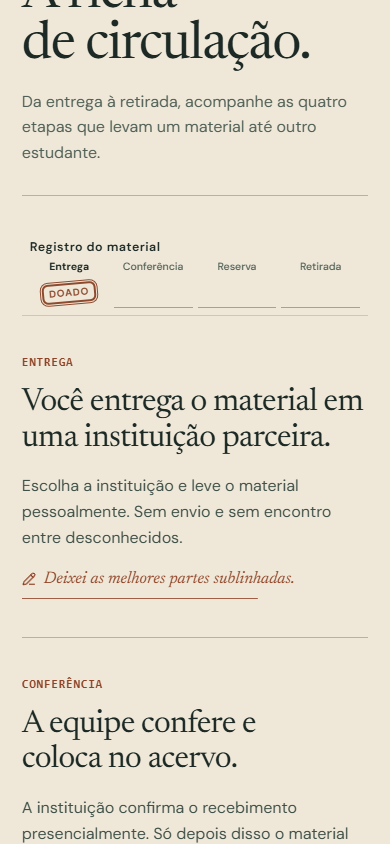 A ficha
de circulação.
Da entrega à retirada, acompanhe as quatro
etapas que levam um material até outro
estudante.
Registro do material
Entrega Conferência Reserva Retirada
DOADO
ENTREGA
Você entrega o material em
uma instituição parceira.
Escolha a instituição e leve o material
pessoalmente. Sem envio e sem encontro
entre desconhecidos.
Deixei as melhores partes sublinhadas.
CONFERÊNCIA
A equipe confere e
coloca no acervo.
A instituição confirma o recebimento
presencialmente. Só depois disso o material